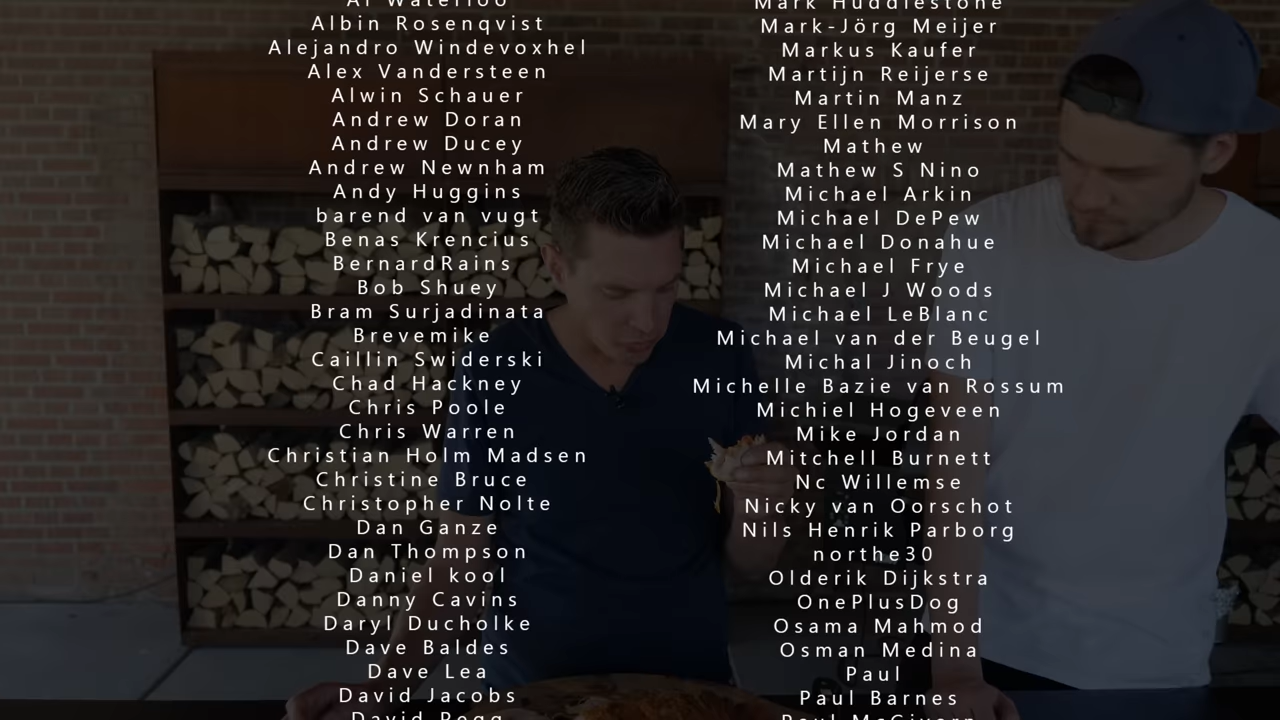 Al Waterloo
Albin Rosenqvist
Alejandro Windevoxhel
Alex Vandersteen
Alwin Schauer
Andrew Doran
Andrew Ducey
Andrew Newnham
Andy Huggins
barend van vugt
Benas Krencius
BernardRains
Bob Shuey
Bram Surjadinata
Brevemike
Caillin Swiderski
Chad Hackney
Chris Poole
Chris Warren
Christian Holm Madsen
Christine Bruce
Christopher Nolte
Dan Ganze
Dan Thompson
Daniel kool
Danny Cavins
Daryl Ducholke
Dave Baldes
Dave Lea
David Jacobs
David
Mark Huddlestone
Mark-Jörg Meijer
Markus Kaufer
Martijn Reijerse
Martin Manz
Mary Ellen Morrison
Mathew
Mathew S Nino
Michael Arkin
Michael DePew
Michael Donahue
Michael Frye
Michael J Woods
Michael LeBlanc
Michael van der Beugel
Michal Jinoch
Michelle Bazie van Rossum
Michiel Hogeveen
Mike Jordan
Mitchell Burnett
Nc Willemse
Nicky van Oorschot
Nils Henrik Parborg
northe30
Olderik Dijkstra
OnePlusDog
Osama Mahmod
Osman Medina
Paul
Paul Barnes
Paul